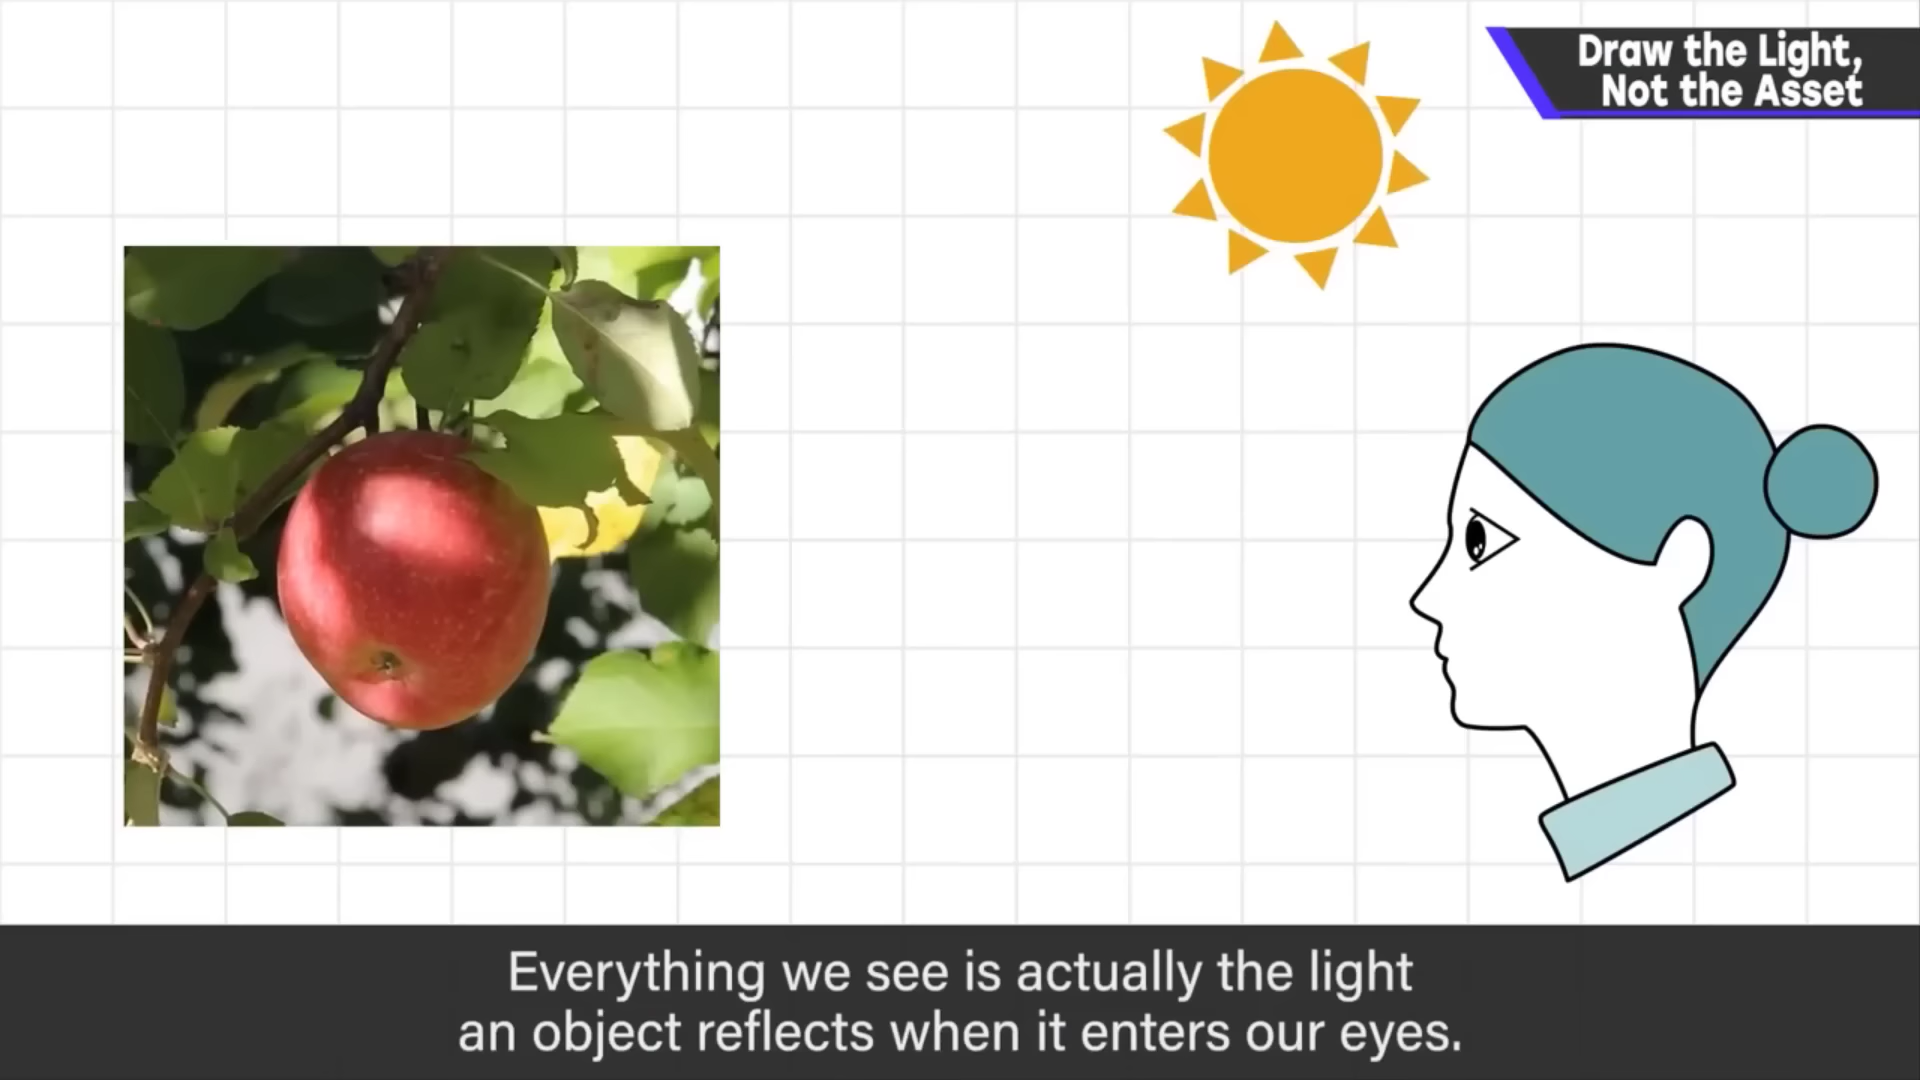 Draw the Light,
Not the Asset
Everything we see is actually the light
an object reflects when it enters our eyes.